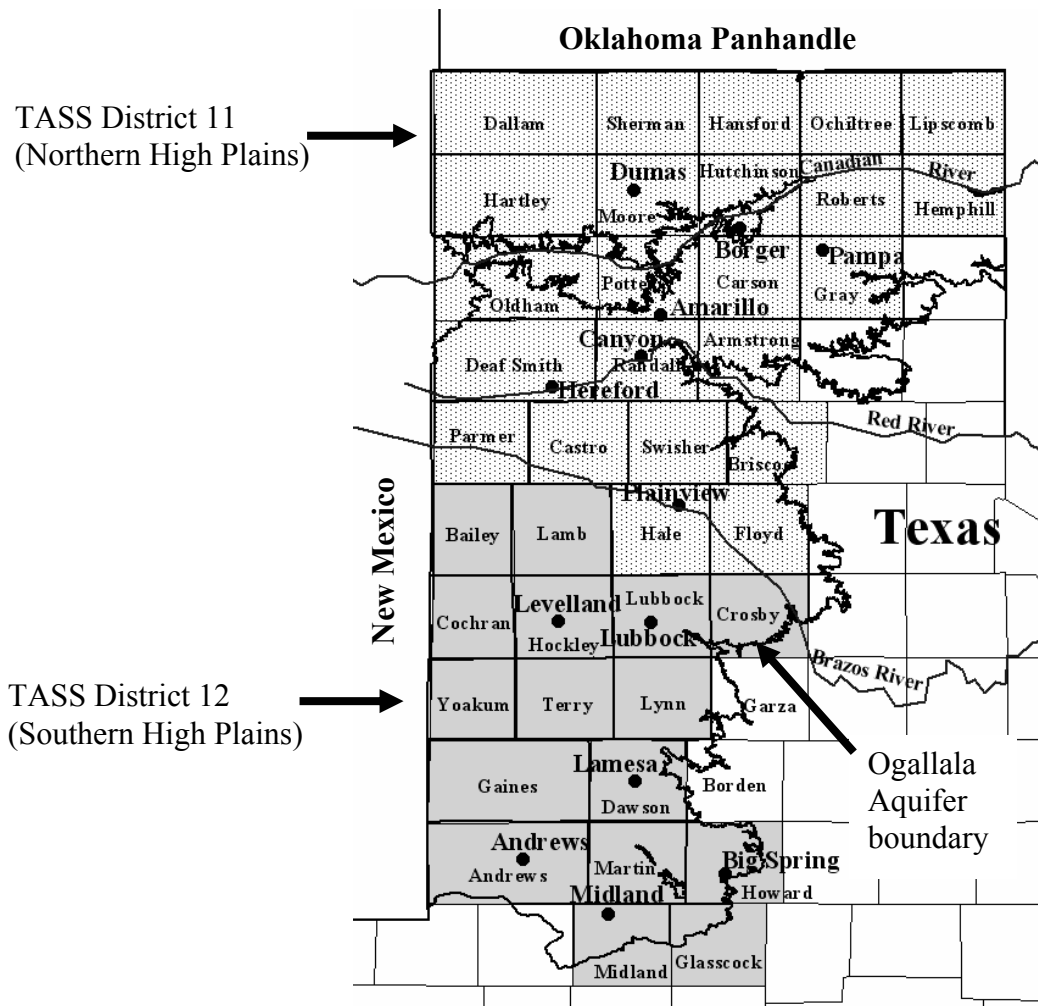 Oklahoma Panhandle
TASS District 11
(Northern High Plains)
Dallam
Sherman
Hansford
Ochiltree
Lipscomb
Hartley
Dumas
Moore
Hutchinson
Canadian
River
Roberts
Hemphill
Oldham
Potter
Borger
Carson
Pampa
Gray
Amarillo
Deaf Smith
Canyon
Randall
Armstrong
Hereford
Red River
Parmer
Castro
Swisher
Brisco
New Mexico
Bailey
Lamb
Plainview
Hale
Floyd
Texas
Cochran
Levelland
Hockley
Lubbock
Lubbock
Crosby
Brazos River
TASS District 12
(Southern High Plains)
Yoakum
Terry
Lynn
Garza
Gaines
Lamesa
Dawson
Borden
Ogallala
Aquifer
boundary
Andrews
Andrews
Martin
Big Spring
Howard
Midland
Midland
Glasscock